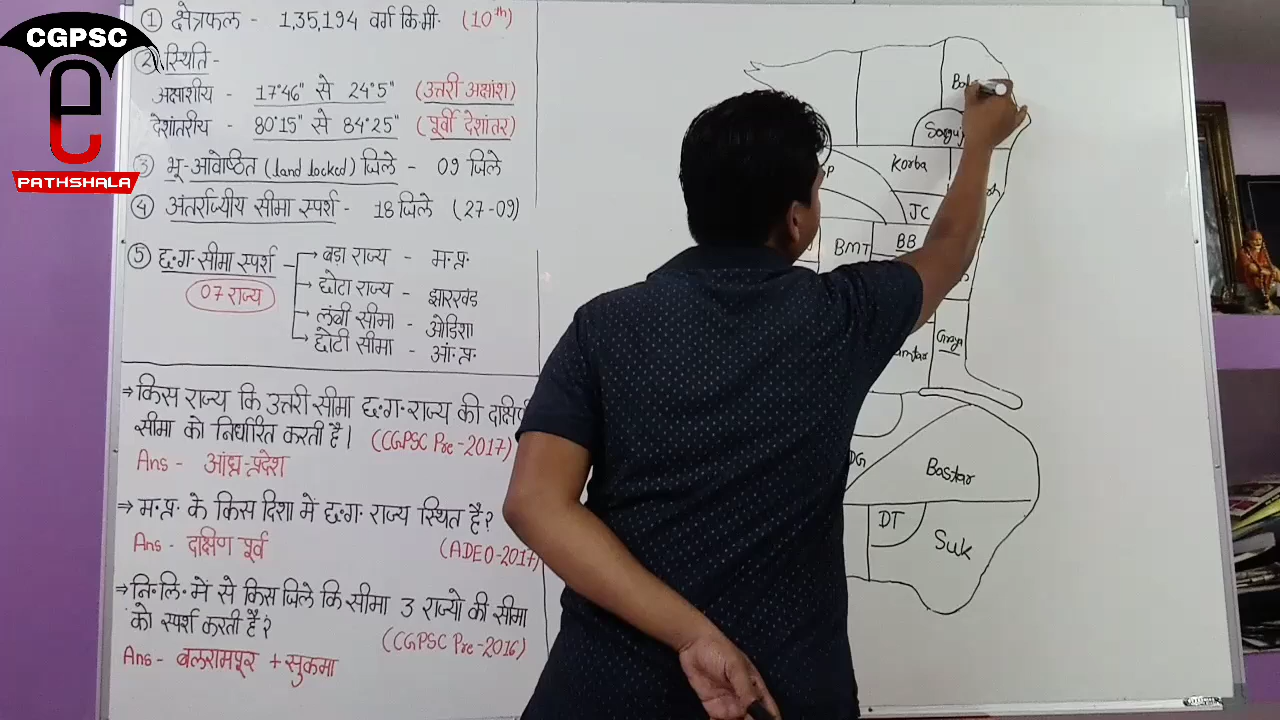 CGPSC
e
PATHSHALA
① क्षेत्रफल - 1,35,194 वर्ग कि.मी. (10th)
② स्थिति -
अक्षाशीय - 17°46" से 24°5" (उत्तरी अक्षांश)
देशांतरीय - 80°15" से 84°25" (पूर्वी देशांतर)
③ भू-आवेष्ठित (land locked) जिले - 09 जिले
④ अंतर्राज्यीय सीमा स्पर्श - 18 जिले (27-09)
⑤ छ.ग. सीमा स्पर्श
07 राज्य
बड़ा राज्य - म.प्र.
छोटा राज्य - झारखंड
लंबी सीमा - ओडिशा
छोटी सीमा - आं.प्र.
→ किस राज्य कि उत्तरी सीमा छ.ग. राज्य की
सीमा को निर्धारित करती है। (CGPSC Pre-2017)
Ans - आंध्र-प्रदेश
→ म.प्र. के किस दिशा में छ.ग. राज्य स्थित है?
Ans - दक्षिण पूर्व (ADEO-2017)
→ नि.लि. में से किस जिले कि सीमा 3 राज्यो की सीमा
को स्पर्श करती है? (CGPSC Pre-2016)
Ans - बलरामपूर + सुकमा
Korba
JC
BMT
BB
Bastar
DT
Suk